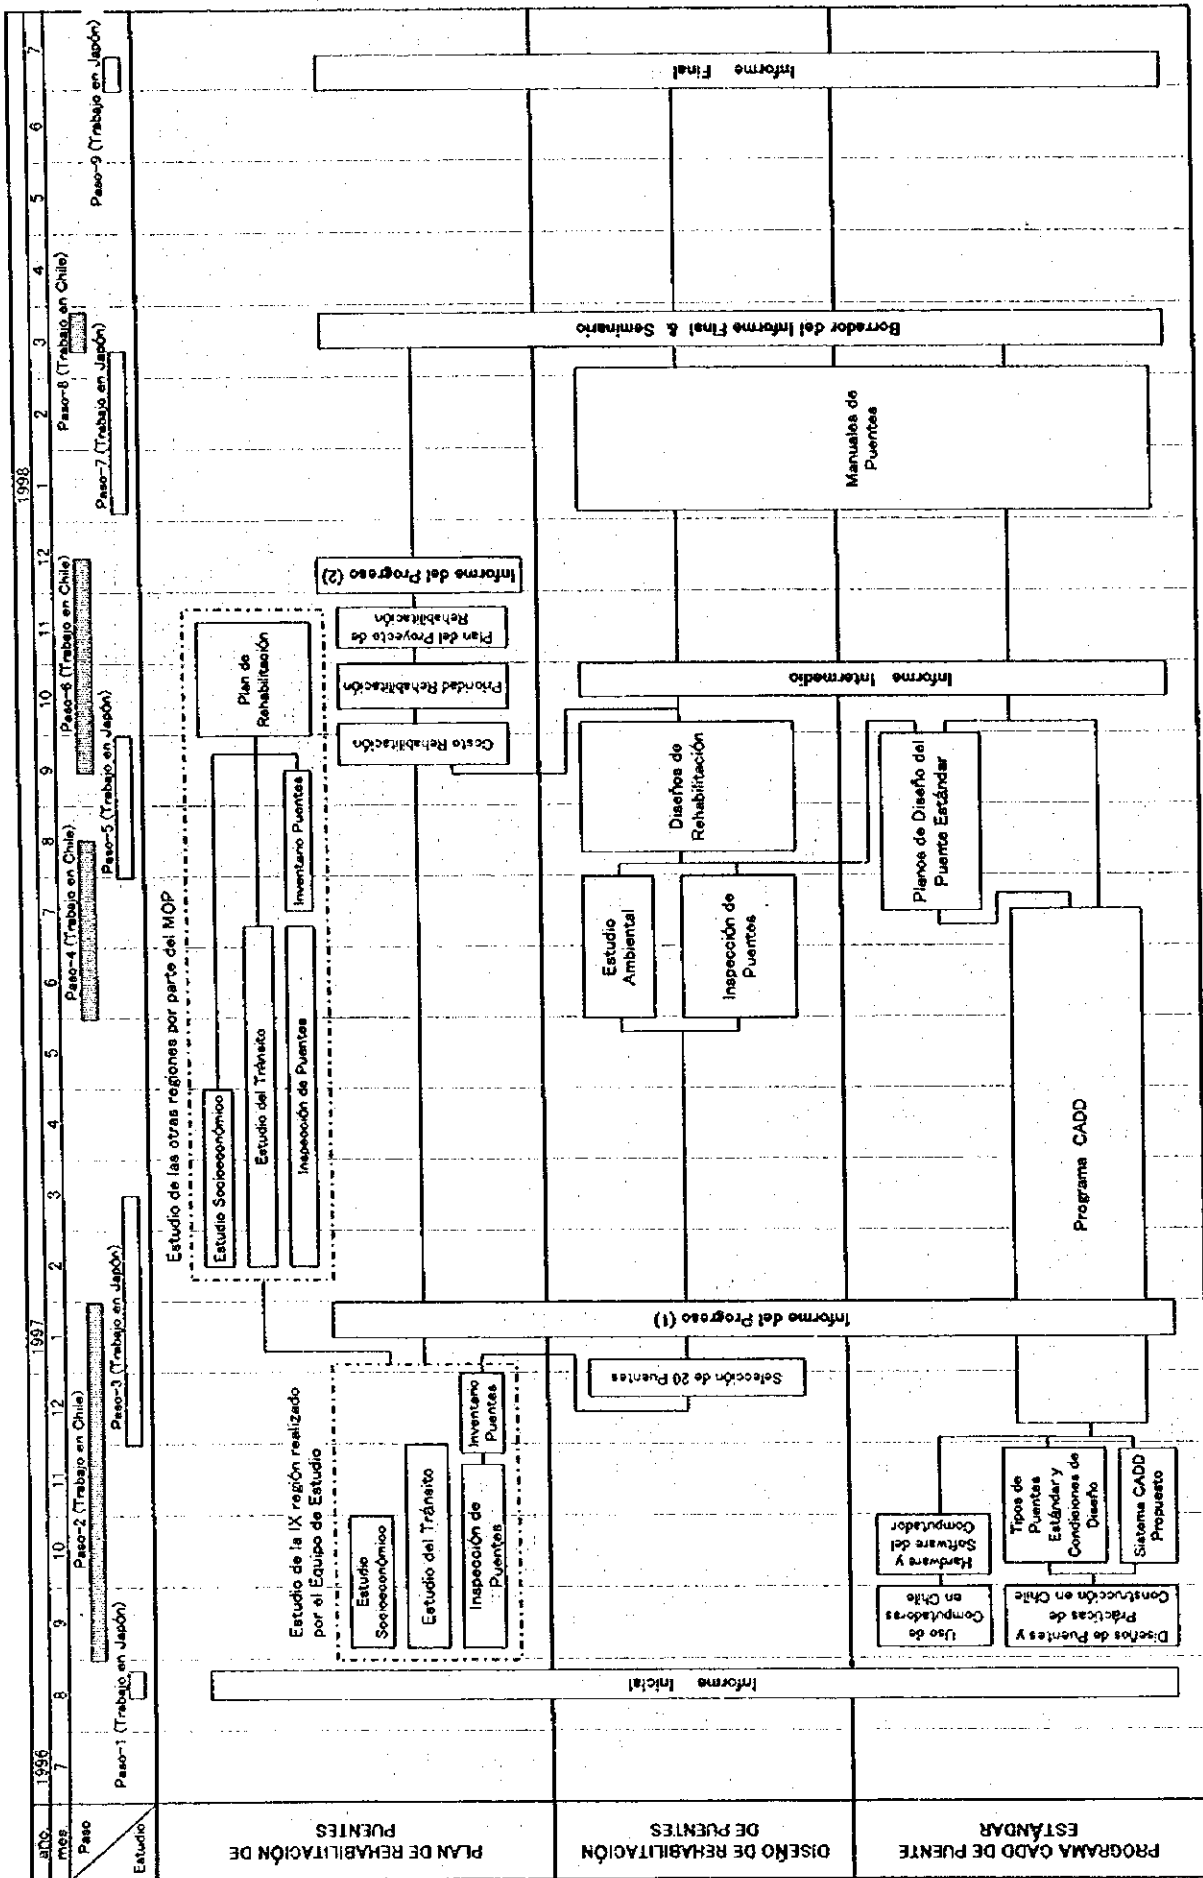 año 1996 1997 1998
mes 7 8 9 10 11 12 1 2 3 4 5 6 7 8 9 10 11 12 1 2 3 4 5 6 7
Paso
Estudio
Paso-1 (Trabajo en Japón)
Paso-2 (Trabajo en Chile)
Paso-3 (Trabajo en Japón)
Paso-4 (Trabajo en Chile)
Paso-5 (Trabajo en Japón)
Paso-6 (Trabajo en Chile)
Paso-7 (Trabajo en Japón)
Paso-8 (Trabajo en Chile)
Paso-9 (Trabajo en Japón)
PLAN DE REHABILITACIÓN DE
PUENTES
Informe Inicial
Estudio de la IX región realizado
por el Equipo de Estudio
Estudio
Socioeconómico
Estudio del Tránsito
Inspección de
Puentes
Inventario
Puentes
Informe del Progreso (1)
Estudio de las otras regiones por parte del MOP
Estudio Socioeconómico
Estudio del Tránsito
Inspección de Puentes
Inventario Puentes
Plan de
Rehabilitación
Costo Rehabilitación
Prioridad Rehabilitación
Plan del Proyecto de
Rehabilitación
Informe del Progreso (2)
Borrador del Informe Final & Seminario
Informe Final
DISEÑO DE REHABILITACIÓN
DE PUENTES
Selección de 20 Puentes
Estudio
Ambiental
Inspección de
Puentes
Diseños de
Rehabilitación
Informe Intermedio
Manuales de
Puentes
PROGRAMA CADD DE PUENTE
ESTÁNDAR
Uso de
Computadoras
en Chile
Hardware y
Software del
Computador
Diseños de Puentes y
Prácticas de
Construcción en Chile
Tipos de
Puentes
Estándar y
Condiciones de
Diseño
Sistema CADD
Propuesto
Programa CADD
Planos de Diseño del
Puente Estándar